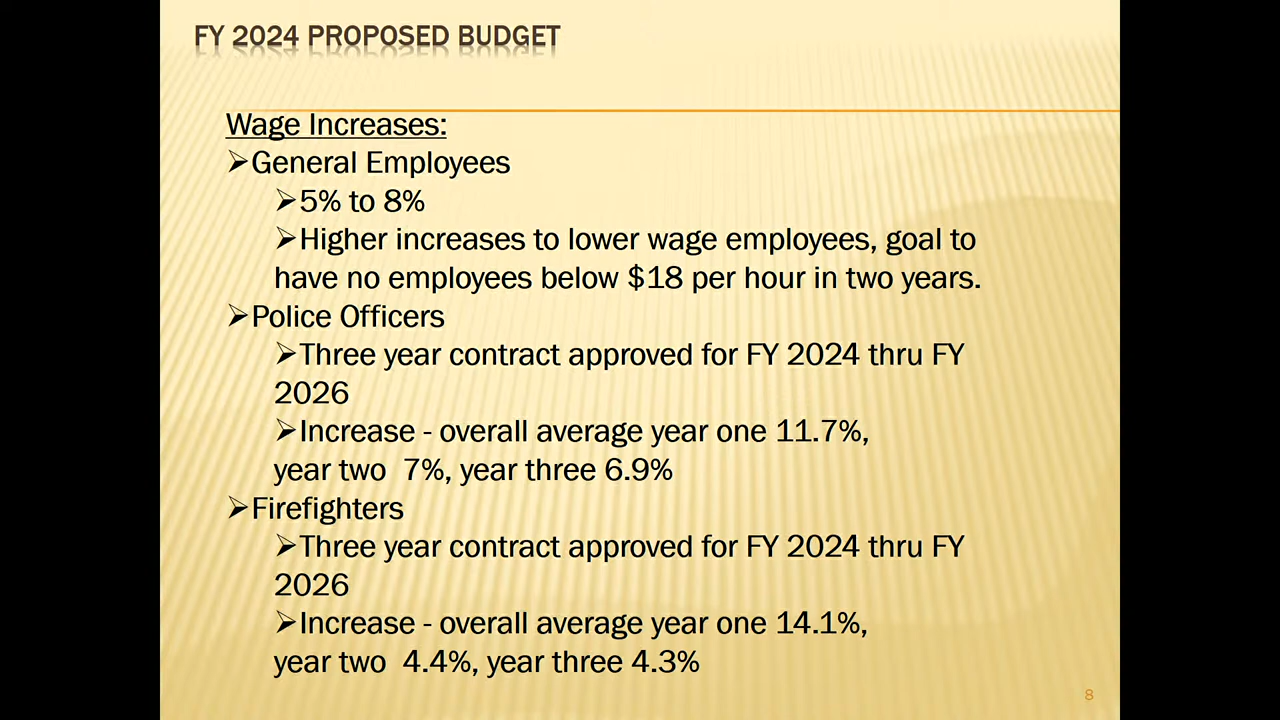 FY 2024 PROPOSED BUDGET
Wage Increases:
➢General Employees
➢5% to 8%
➢Higher increases to lower wage employees, goal to
have no employees below $18 per hour in two years.
➢Police Officers
➢Three year contract approved for FY 2024 thru FY
2026
➢Increase - overall average year one 11.7%,
year two  7%, year three 6.9%
➢Firefighters
➢Three year contract approved for FY 2024 thru FY
2026
➢Increase - overall average year one 14.1%,
year two  4.4%, year three 4.3%
8